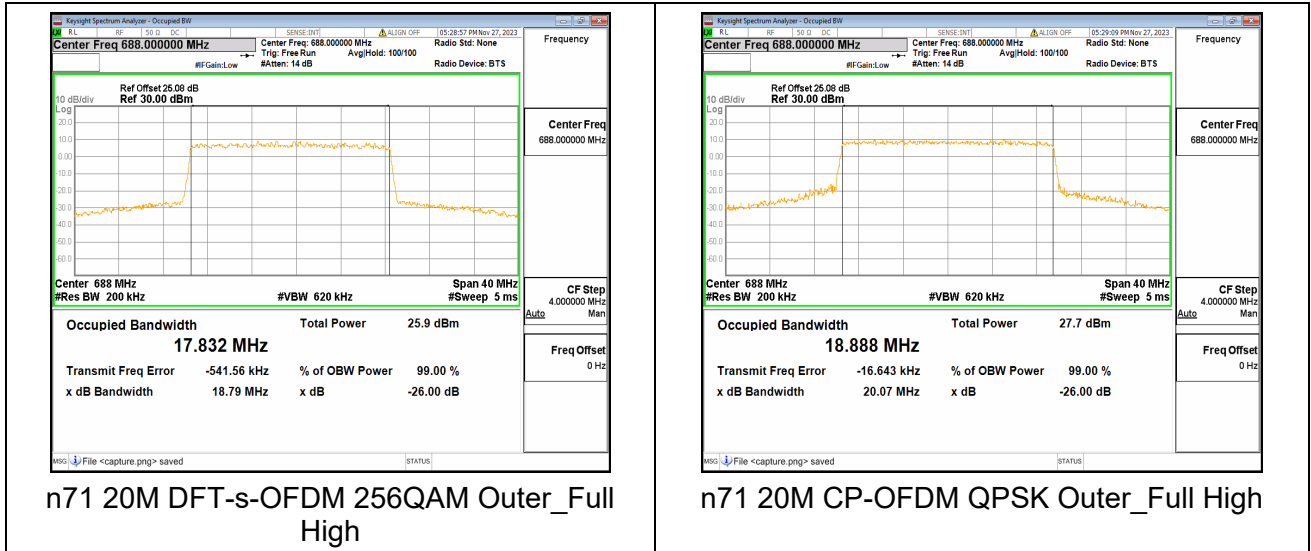 Keysight Spectrum Analyzer - Occupied BW
RL RF 50 Ω DC SENSE:INT ALIGN OFF 05:28:57 PM Nov 27, 2023
Center Freq 688.000000 MHz
Center Freq: 688.000000 MHz
Radio Std: None
Trig: Free Run Avg|Hold: 100/100
#IFGain:Low
#Atten: 14 dB
Radio Device: BTS
Frequency
Ref Offset 25.08 dB
10 dB/div Ref 30.00 dBm
Log
20.0
10.0
0.00
-10.0
-20.0
-30.0
-40.0
-50.0
-60.0
Center Freq
688.000000 MHz
Center 688 MHz
Span 40 MHz
#Res BW 200 kHz
#VBW 620 kHz
#Sweep 5 ms
CF Step
4.000000 MHz
Auto Man
Occupied Bandwidth
Total Power 25.9 dBm
17.832 MHz
Freq Offset
0 Hz
Transmit Freq Error -541.56 kHz % of OBW Power 99.00 %
x dB Bandwidth 18.79 MHz x dB -26.00 dB
MSG File <capture.png> saved STATUS
n71 20M DFT-s-OFDM 256QAM Outer_Full
High
Keysight Spectrum Analyzer - Occupied BW
RL RF 50 Ω DC SENSE:INT ALIGN OFF 05:29:09 PM Nov 27, 2023
Center Freq 688.000000 MHz
Center Freq: 688.000000 MHz
Radio Std: None
Trig: Free Run Avg|Hold: 100/100
#IFGain:Low
#Atten: 14 dB
Radio Device: BTS
Frequency
Ref Offset 25.08 dB
10 dB/div Ref 30.00 dBm
Log
20.0
10.0
0.00
-10.0
-20.0
-30.0
-40.0
-50.0
-60.0
Center Freq
688.000000 MHz
Center 688 MHz
Span 40 MHz
#Res BW 200 kHz
#VBW 620 kHz
#Sweep 5 ms
CF Step
4.000000 MHz
Auto Man
Occupied Bandwidth
Total Power 27.7 dBm
18.888 MHz
Freq Offset
0 Hz
Transmit Freq Error -16.643 kHz % of OBW Power 99.00 %
x dB Bandwidth 20.07 MHz x dB -26.00 dB
MSG File <capture.png> saved STATUS
n71 20M CP-OFDM QPSK Outer_Full High